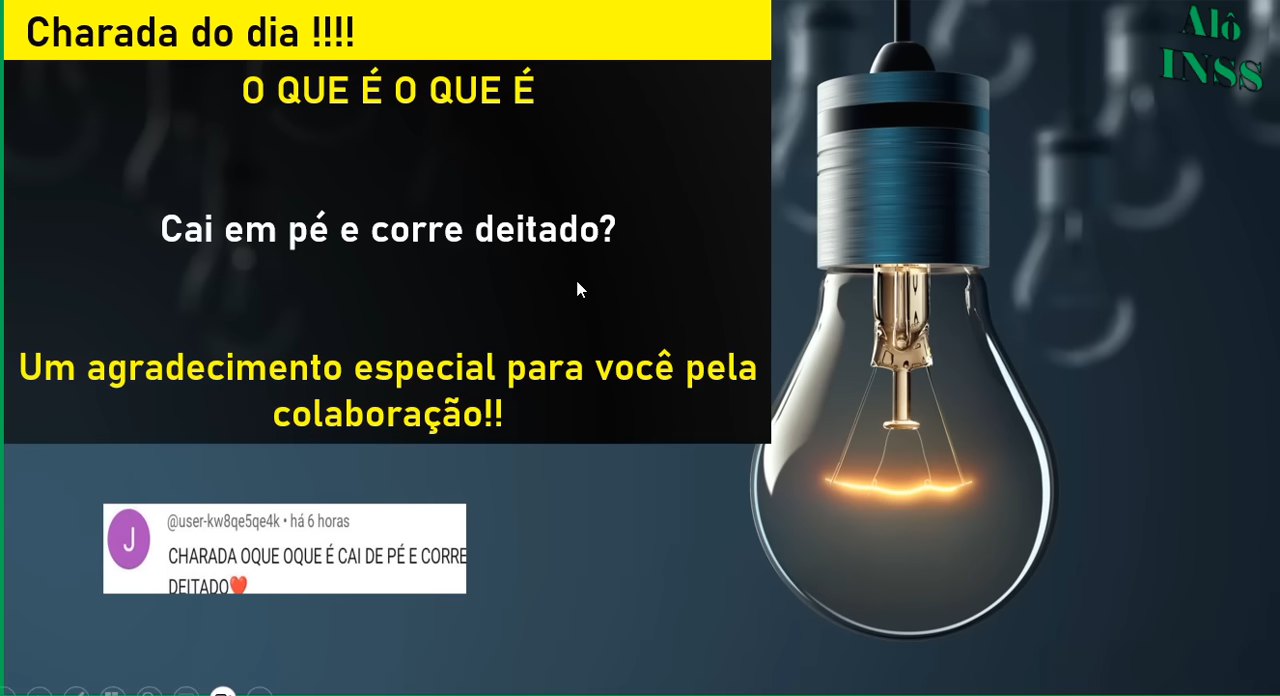 Charada do dia !!!!
Alô
INSS
O QUE É O QUE É
Cai em pé e corre deitado?
Um agradecimento especial para você pela
colaboração!!
J
@user-kw8qe5qe4k • há 6 horas
CHARADA OQUE OQUE É CAI DE PÉ E CORRE
DEITADO❤️